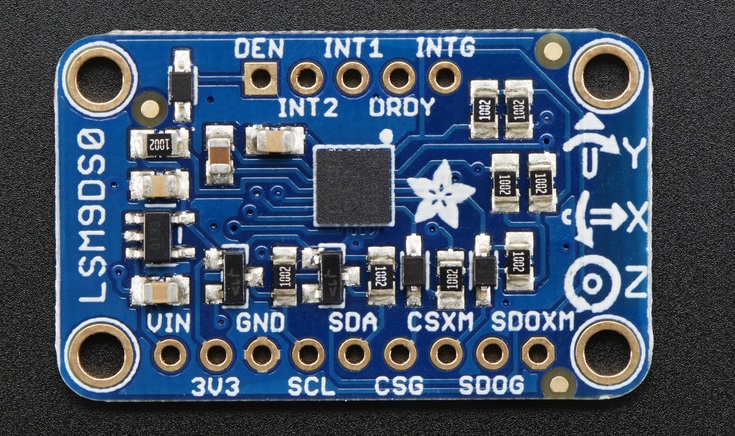 DEN INT1 INTG
INT2 DRDY
LSM9DS0
1002
1002
1002
1002
1002
Y
X
Z
1002
1002
1002
1002
VIN GND SDA CSXM SDOXM
3V3 SCL CSG SDOG